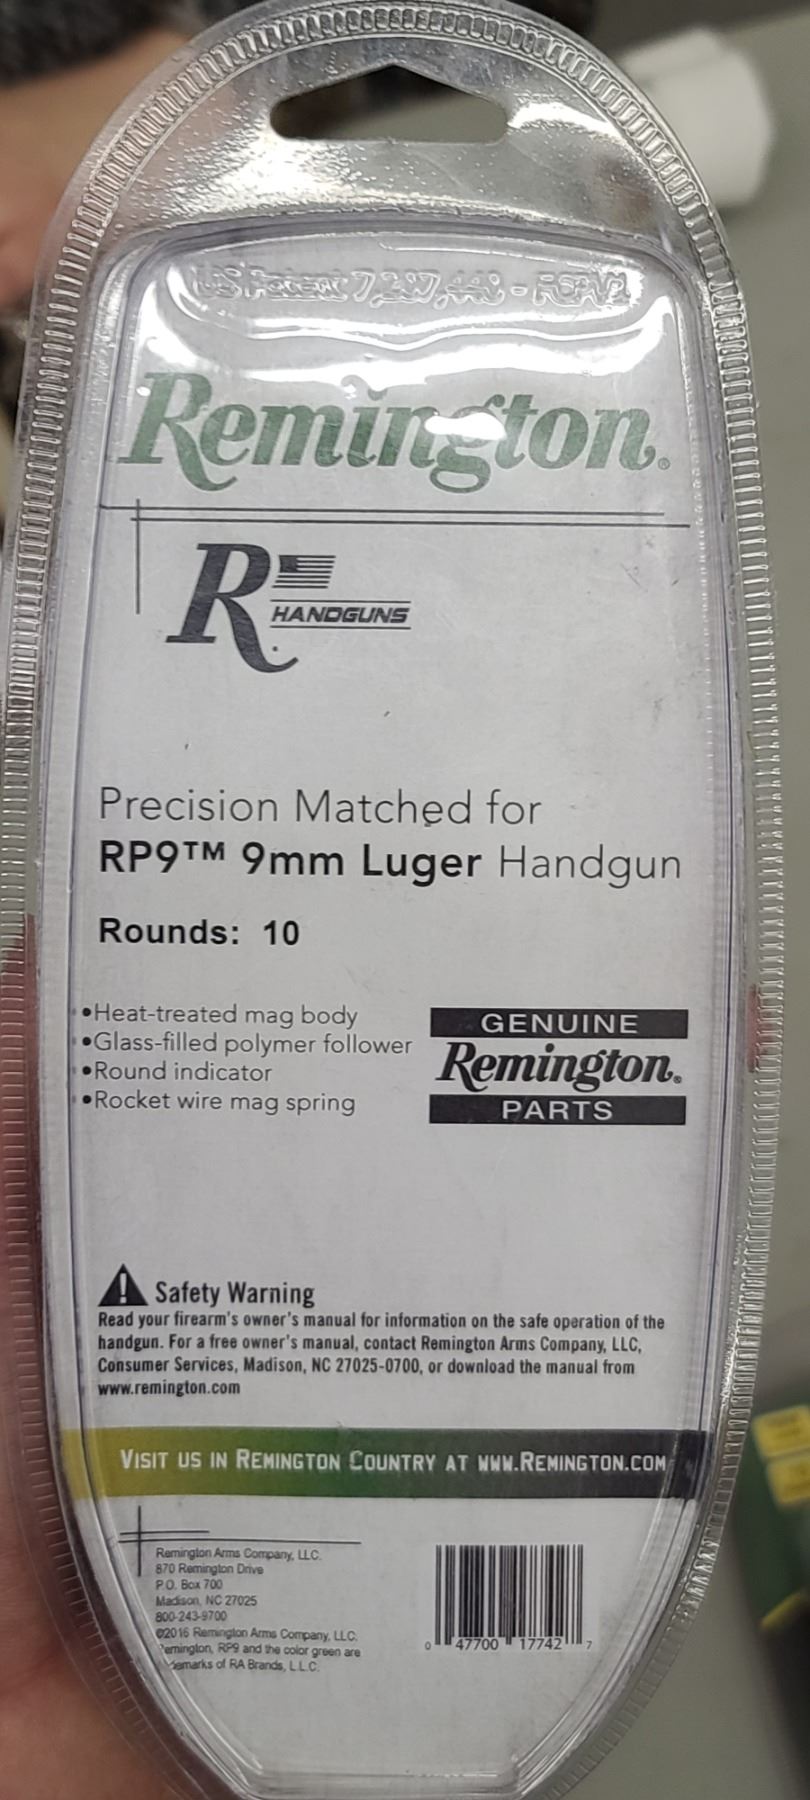 US Patent 7,
Remington®
R HANDGUNS
Precision Matched for
RP9™ 9mm Luger Handgun
Rounds: 10
•Heat-treated mag body
•Glass-filled polymer follower
•Round indicator
•Rocket wire mag spring
GENUINE
Remington®
PARTS
Safety Warning
Read your firearm's owner's manual for information on the safe operation of the
handgun. For a free owner's manual, contact Remington Arms Company, LLC,
Consumer Services, Madison, NC 27025-0700, or download the manual from
www.remington.com
VISIT US IN REMINGTON COUNTRY AT WWW.REMINGTON.COM
Remington Arms Company, LLC.
870 Remington Drive
P.O. Box 700
Madison, NC 27025
800-243-9700
©2016 Remington Arms Company, LLC.
emington, RP9 and the color green are
emarks of RA Brands, L.L.C.
0 47700 17742 7